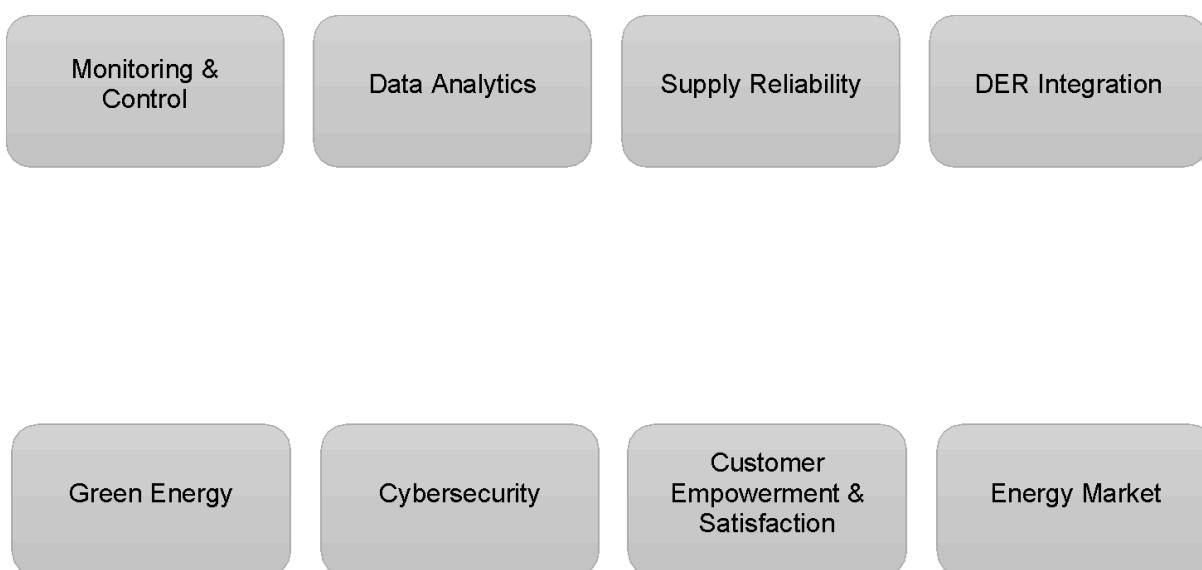 Monitoring &
Control
Data Analytics
Supply Reliability
DER Integration
Green Energy
Cybersecurity
Customer
Empowerment &
Satisfaction
Energy Market